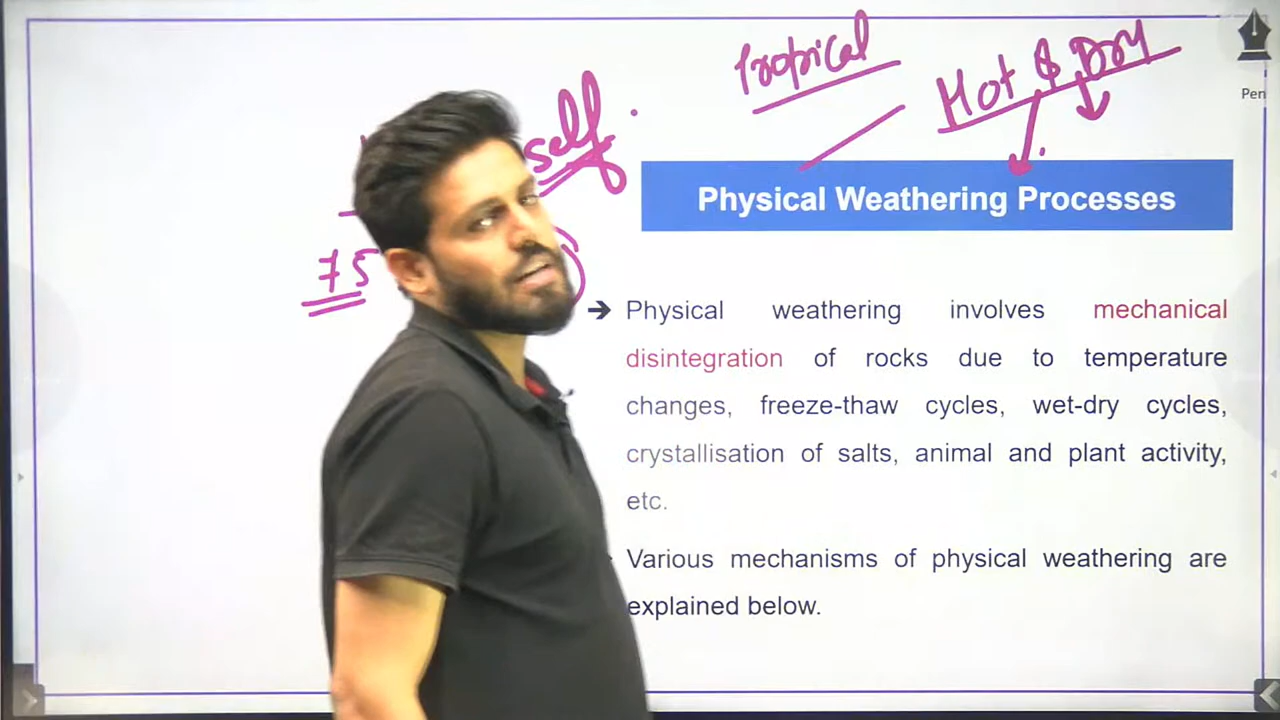 Tropical
Hot & Dry
Pen
self
75
Physical Weathering Processes
➔ Physical weathering involves mechanical
disintegration of rocks due to temperature
changes, freeze-thaw cycles, wet-dry cycles,
crystallisation of salts, animal and plant activity,
etc.
Various mechanisms of physical weathering are
explained below.